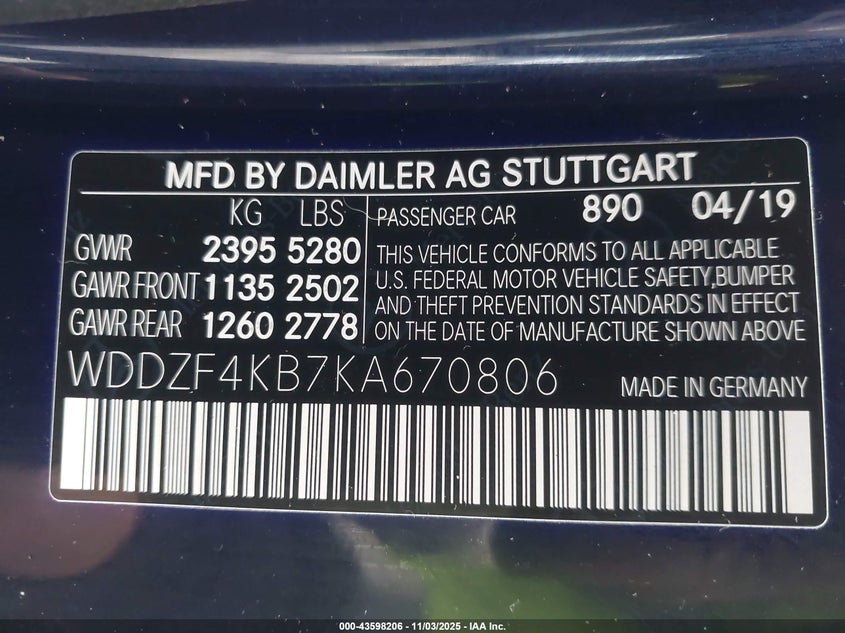 MFD BY DAIMLER AG STUTTGART
KG LBS
GVWR 2395 5280
GAWR FRONT 1135 2502
GAWR REAR 1260 2778
PASSENGER CAR 890 04/19
THIS VEHICLE CONFORMS TO ALL APPLICABLE
U.S. FEDERAL MOTOR VEHICLE SAFETY,BUMPER
AND THEFT PREVENTION STANDARDS IN EFFECT
ON THE DATE OF MANUFACTURE SHOWN ABOVE
WDDZF4KB7KA670806
MADE IN GERMANY
000-43598206 - 11/03/2025 - IAA Inc.